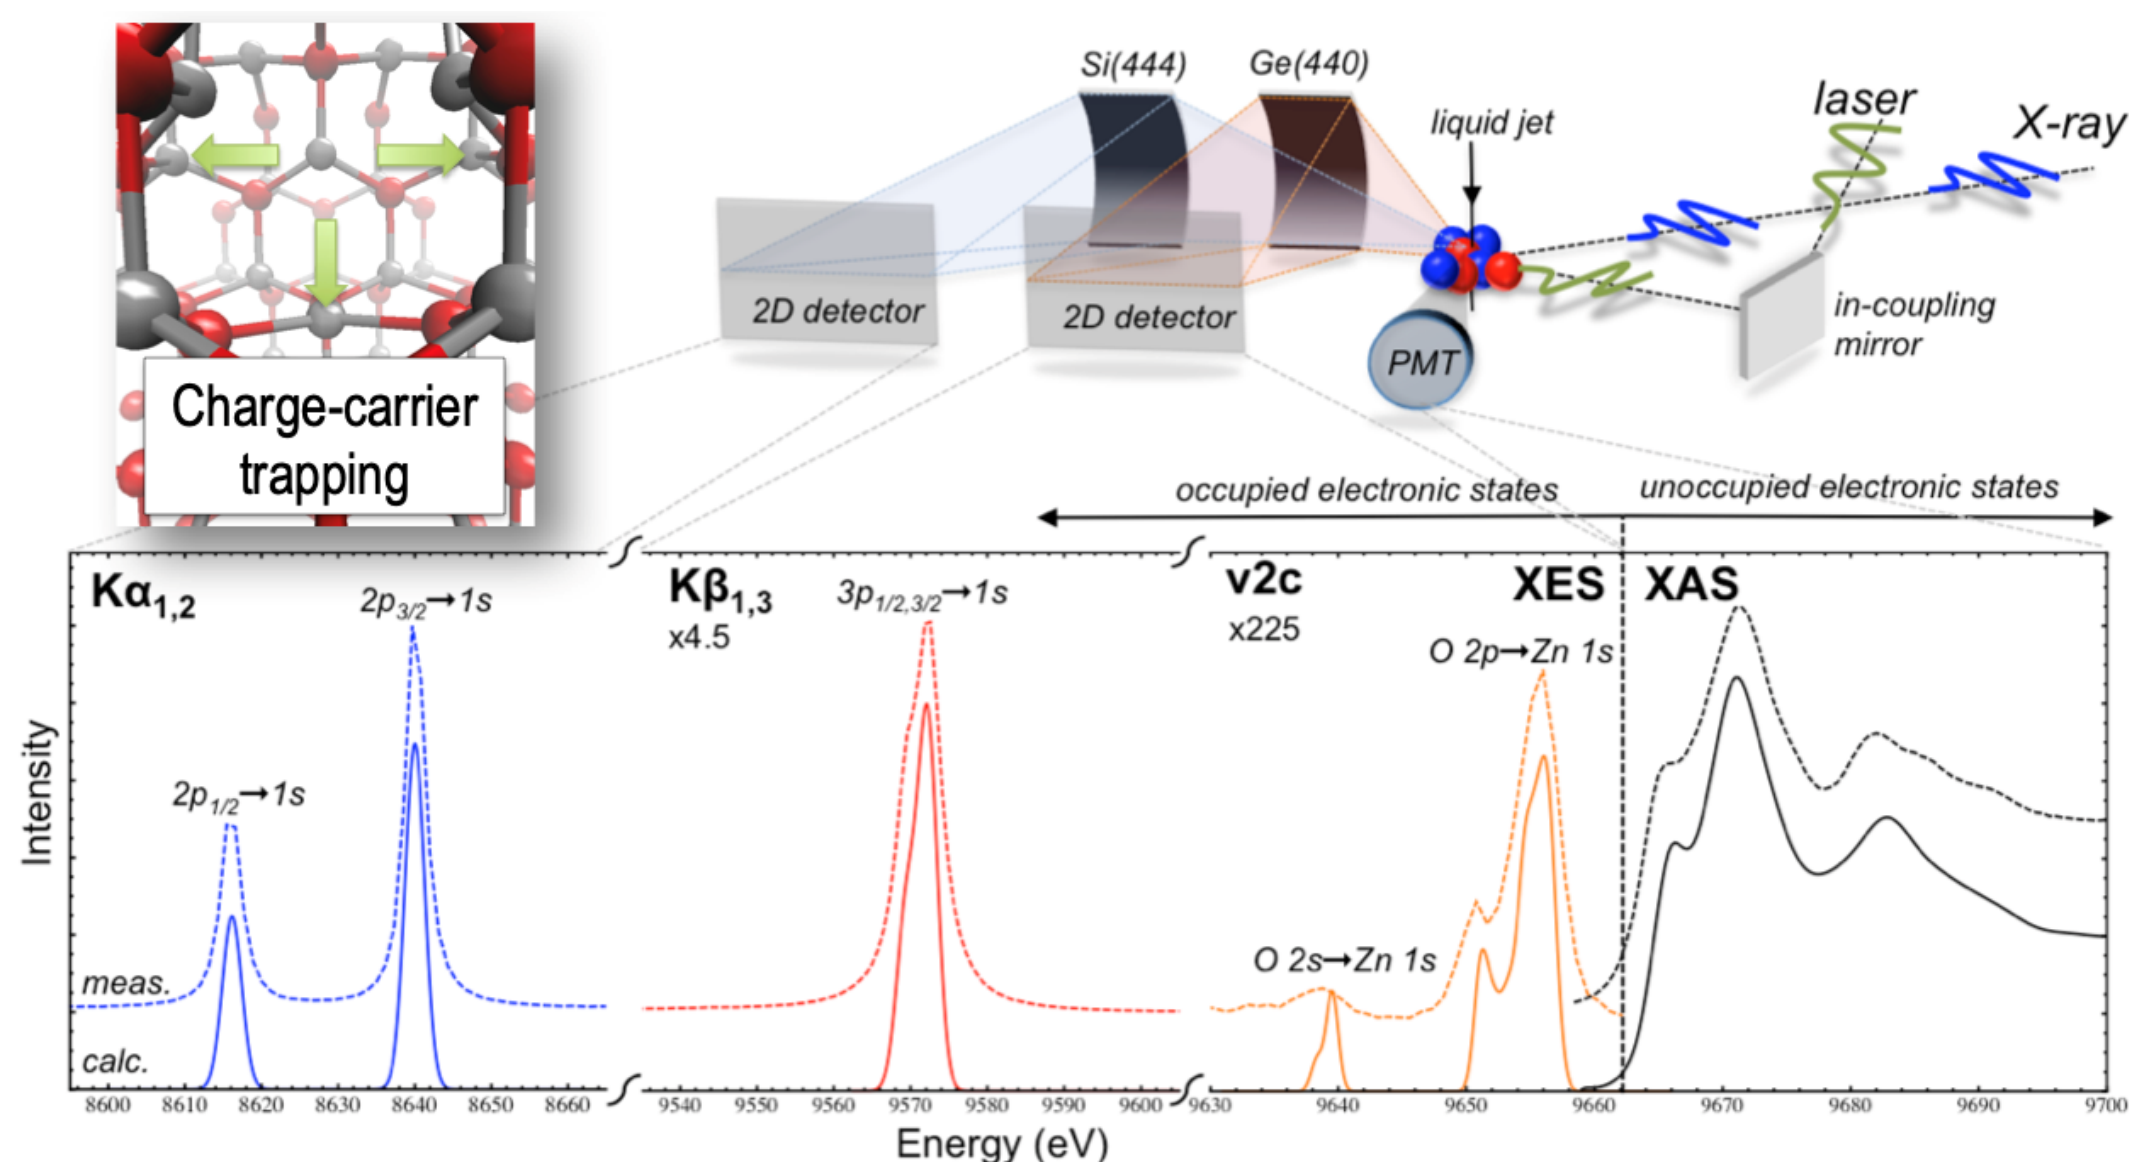 Si(444)
Ge(440)
liquid jet
laser
X-ray
2D detector
2D detector
PMT
in-coupling
mirror
Charge-carrier
trapping
occupied electronic states
unoccupied electronic states
Kα1,2
2p3/2→1s
2p1/2→1s
meas.
calc.
Kβ1,3
x4.5
3p1/2,3/2→1s
v2c
x225
XES
XAS
O 2p→Zn 1s
O 2s→Zn 1s
Intensity
8600 8610 8620 8630 8640 8650 8660
9540 9550 9560 9570 9580 9590 9600
9630 9640 9650 9660 9670 9680 9690 9700
Energy (eV)